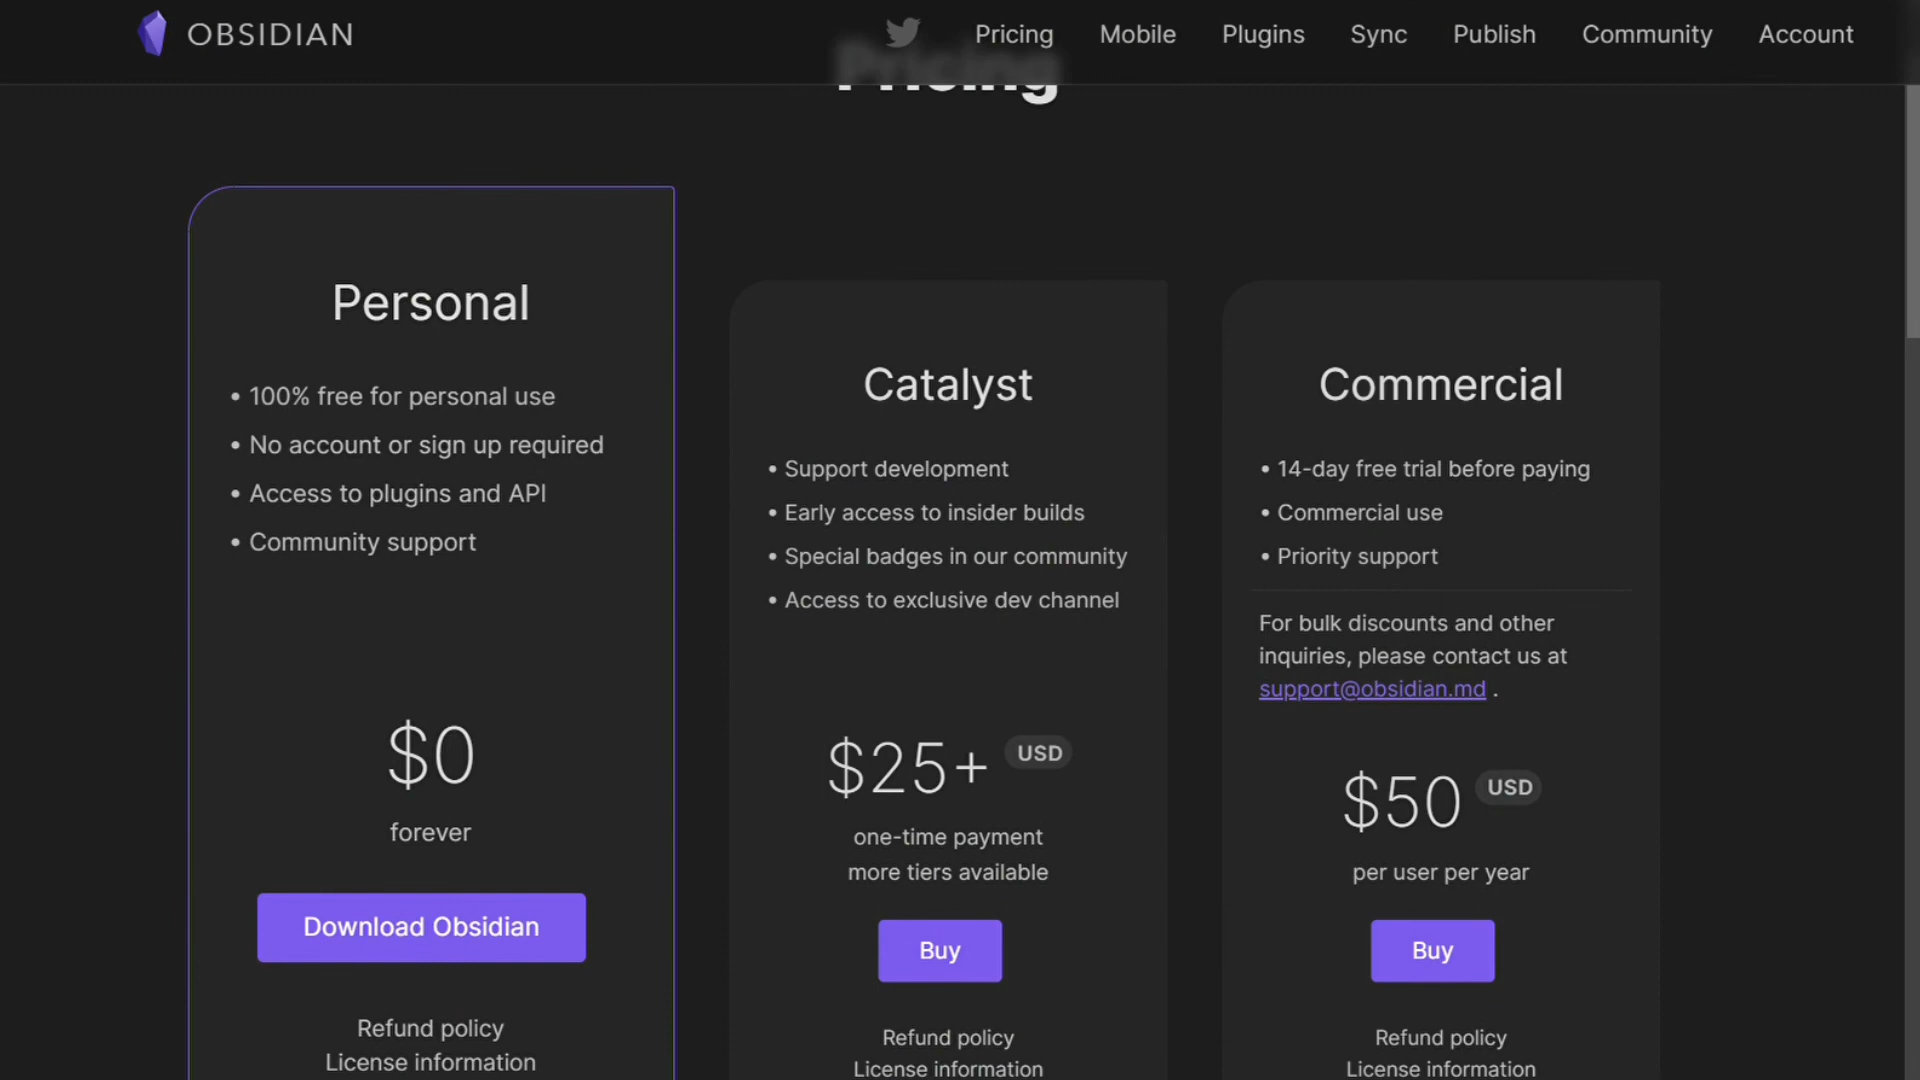 OBSIDIAN
Pricing
Mobile
Plugins
Sync
Publish
Community
Account
Pricing
Personal
• 100% free for personal use
• No account or sign up required
• Access to plugins and API
• Community support
$0
forever
Download Obsidian
Refund policy
License information
Catalyst
• Support development
• Early access to insider builds
• Special badges in our community
• Access to exclusive dev channel
$25+ USD
one-time payment
more tiers available
Buy
Refund policy
License information
Commercial
• 14-day free trial before paying
• Commercial use
• Priority support
For bulk discounts and other
inquiries, please contact us at
support@obsidian.md .
$50 USD
per user per year
Buy
Refund policy
License information